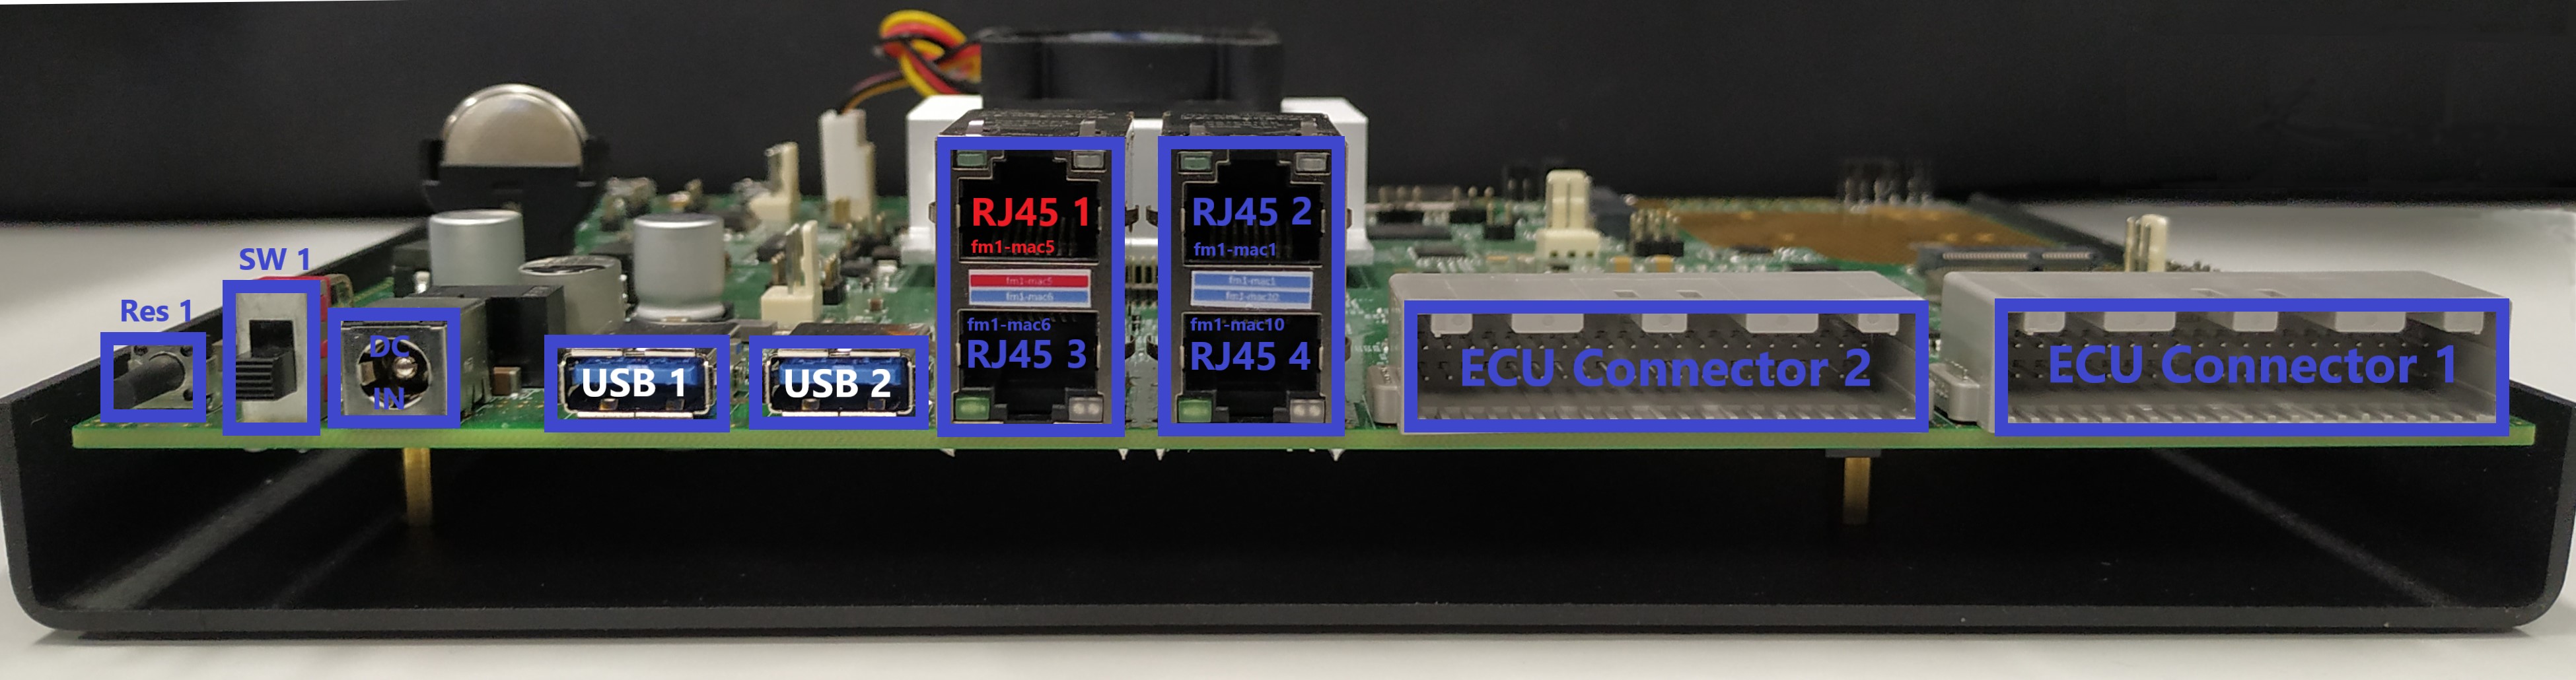 SW 1
Res 1
DC
IN
USB 1
USB 2
RJ45 1
fm1-mac5
fm1-mac5
fm1-mac6
fm1-mac6
RJ45 3
RJ45 2
fm1-mac1
fm1-mac1
fm1-mac10
fm1-mac10
RJ45 4
ECU Connector 2
ECU Connector 1